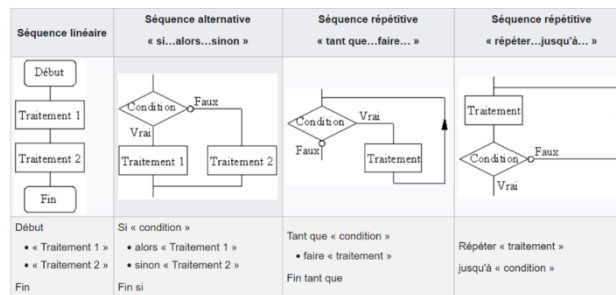 Séquence linéaire
Séquence alternative
« si...alors...sinon »
Séquence répétitive
« tant que...faire... »
Séquence répétitive
« répéter...jusqu'à... »
Début
Traitement 1
Traitement 2
Fin
Condition
Faux
Vrai
Traitement 1
Traitement 2
Condition
Vrai
Faux
Traitement
Traitement
Condition
Faux
Vrai
Début
• « Traitement 1 »
• « Traitement 2 »
Fin
Si « condition »
• alors « Traitement 1 »
• sinon « Traitement 2 »
Fin si
Tant que « condition »
• faire « traitement »
Fin tant que
Répéter « traitement »
jusqu'à « condition »